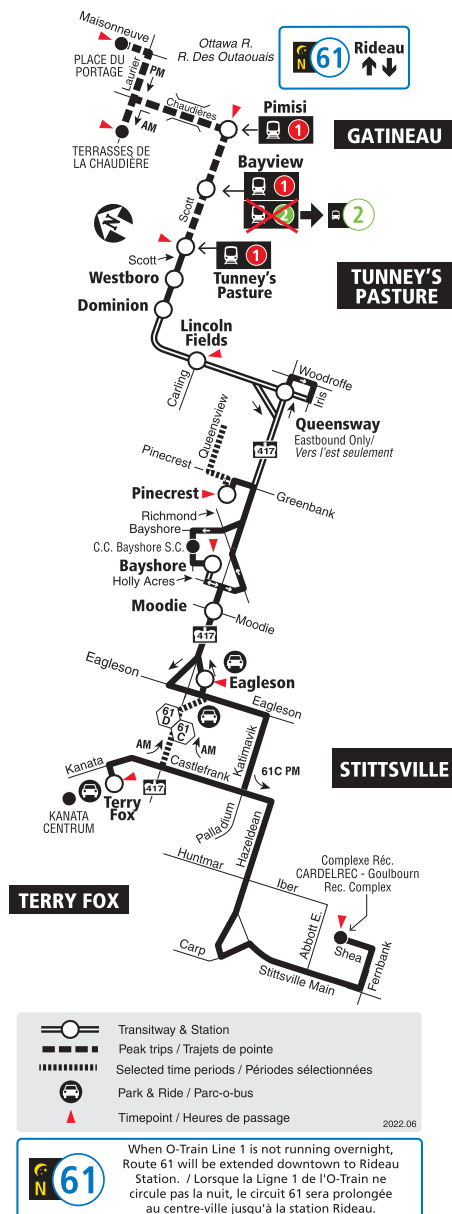 Maisonneuve
PLACE DU
PORTAGE
Laurier
PM
Ottawa R.
R. Des Outaouais
N 61 Rideau
Chaudières
AM
TERRASSES DE
LA CHAUDIÈRE
Pimisi
1
GATINEAU
Bayview
1
2 2
Scott
N
Scott
1
Tunney's
Pasture
TUNNEY'S
PASTURE
Westboro
Dominion
Lincoln
Fields
Carling
Woodroffe
Iris
Queensway
Eastbound Only/
Vers l'est seulement
417
Queensview
Pinecrest
Pinecrest
Greenbank
Richmond
Bayshore
C.C. Bayshore S.C.
Bayshore
Holly Acres
Moodie
Moodie
417
Eagleson
Eagleson
Eagleson
61
D
61
C
AM
AM
Katimavik
61C PM
STITTSVILLE
Kanata
Castlefrank
417
Terry
Fox
KANATA
CENTRUM
Palladium
Hazeldean
Huntmar
Iber
TERRY FOX
Complexe Réc.
CARDELREC - Goulbourn
Rec. Complex
Abbott E.
Shea
Fernbank
Carp
Stittsville Main
Transitway & Station
Peak trips / Trajets de pointe
Selected time periods / Périodes sélectionnées
Park & Ride / Parc-o-bus
Timepoint / Heures de passage
2022.06
N 61
When O-Train Line 1 is not running overnight,
Route 61 will be extended downtown to Rideau
Station. / Lorsque la Ligne 1 de l'O-Train ne
circule pas la nuit, le circuit 61 sera prolongée
au centre-ville jusqu'à la station Rideau.